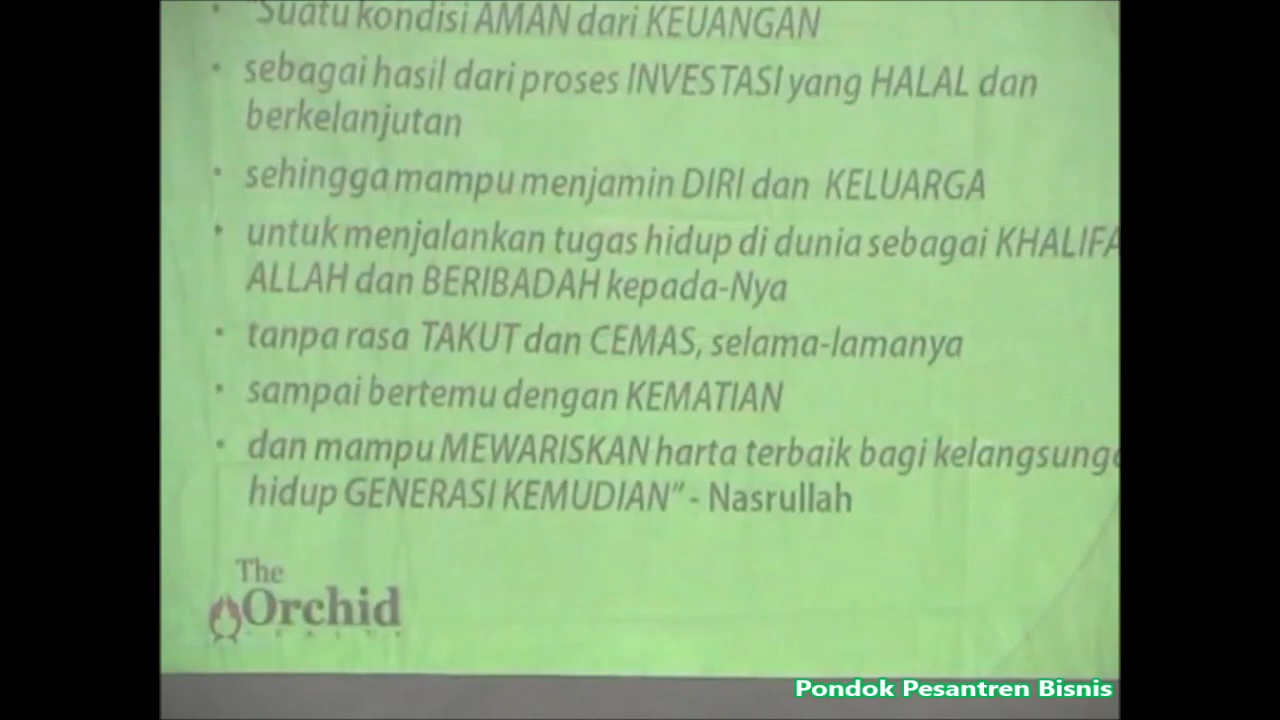 • "Suatu kondisi AMAN dari KEUANGAN
• sebagai hasil dari proses INVESTASI yang HALAL dan
berkelanjutan
• sehingga mampu menjamin DIRI dan KELUARGA
• untuk menjalankan tugas hidup di dunia sebagai KHALIFA
ALLAH dan BERIBADAH kepada-Nya
• tanpa rasa TAKUT dan CEMAS, selama-lamanya
• sampai bertemu dengan KEMATIAN
• dan mampu MEWARISKAN harta terbaik bagi kelangsunga
hidup GENERASI KEMUDIAN" - Nasrullah
The
Orchid
Pondok Pesantren Bisnis